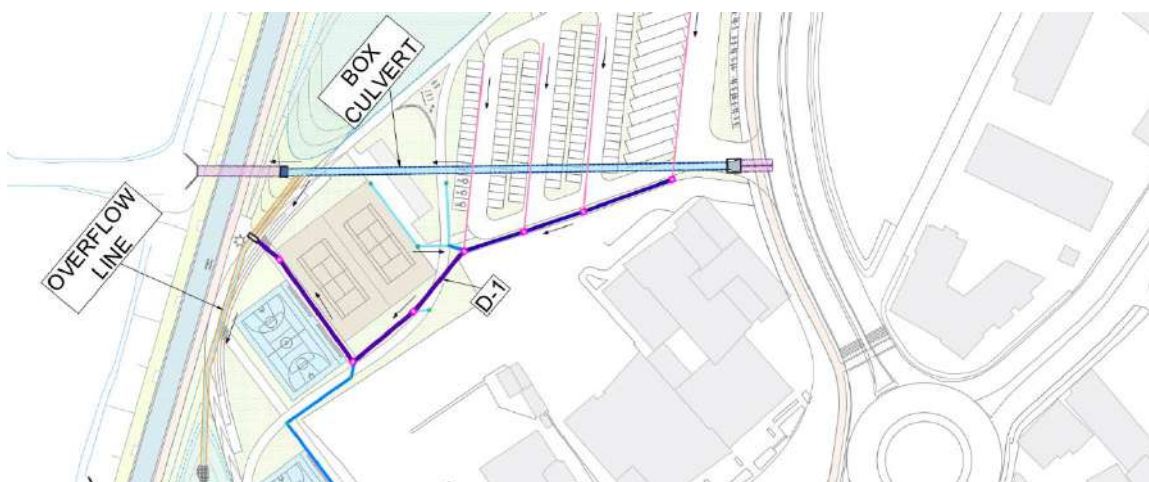 BOX
CULVERT
OVERFLOW
LINE
D-1